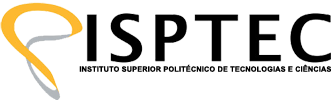 ISPTEC
INSTITUTO SUPERIOR POLITÉCNICO DE TECNOLOGIAS E CIÊNCIAS